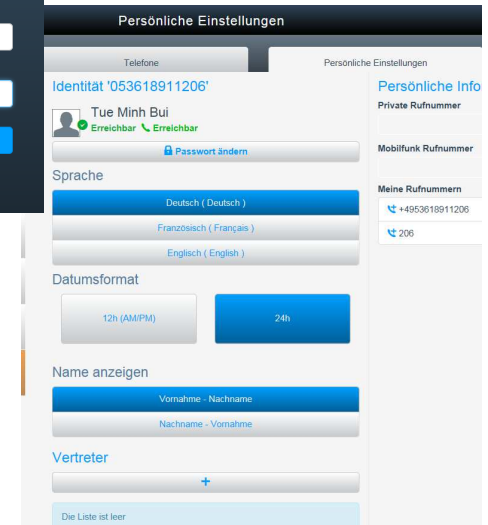 Persönliche Einstellungen
Telefone
Persönliche Einstellungen
Identität '053618911206'
Tue Minh Bui
Erreichbar Erreichbar
Passwort ändern
Sprache
Deutsch ( Deutsch )
Französisch ( Français )
Englisch ( English )
Datumsformat
12h (AM/PM)
24h
Name anzeigen
Vornahme - Nachname
Nachname - Vornahme
Vertreter
+
Die Liste ist leer
Persönliche Info
Private Rufnummer
Mobilfunk Rufnummer
Meine Rufnummern
+4953618911206
206